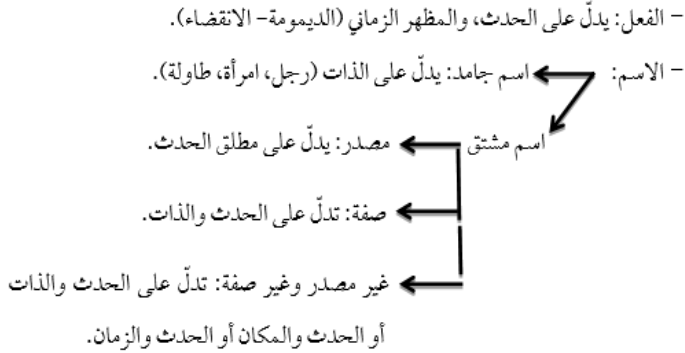 – الفعل: يدلّ على الحدث، والمظهر الزماني (الديمومة- الانقضاء).
– الاسم: اسم جامد: يدلّ على الذات (رجل، امرأة، طاولة).
اسم مشتق مصدر: يدلّ على مطلق الحدث.
صفة: تدلّ على الحدث والذات.
غير مصدر وغير صفة: تدلّ على الحدث والذات
أو الحدث والمكان أو الحدث والزمان.